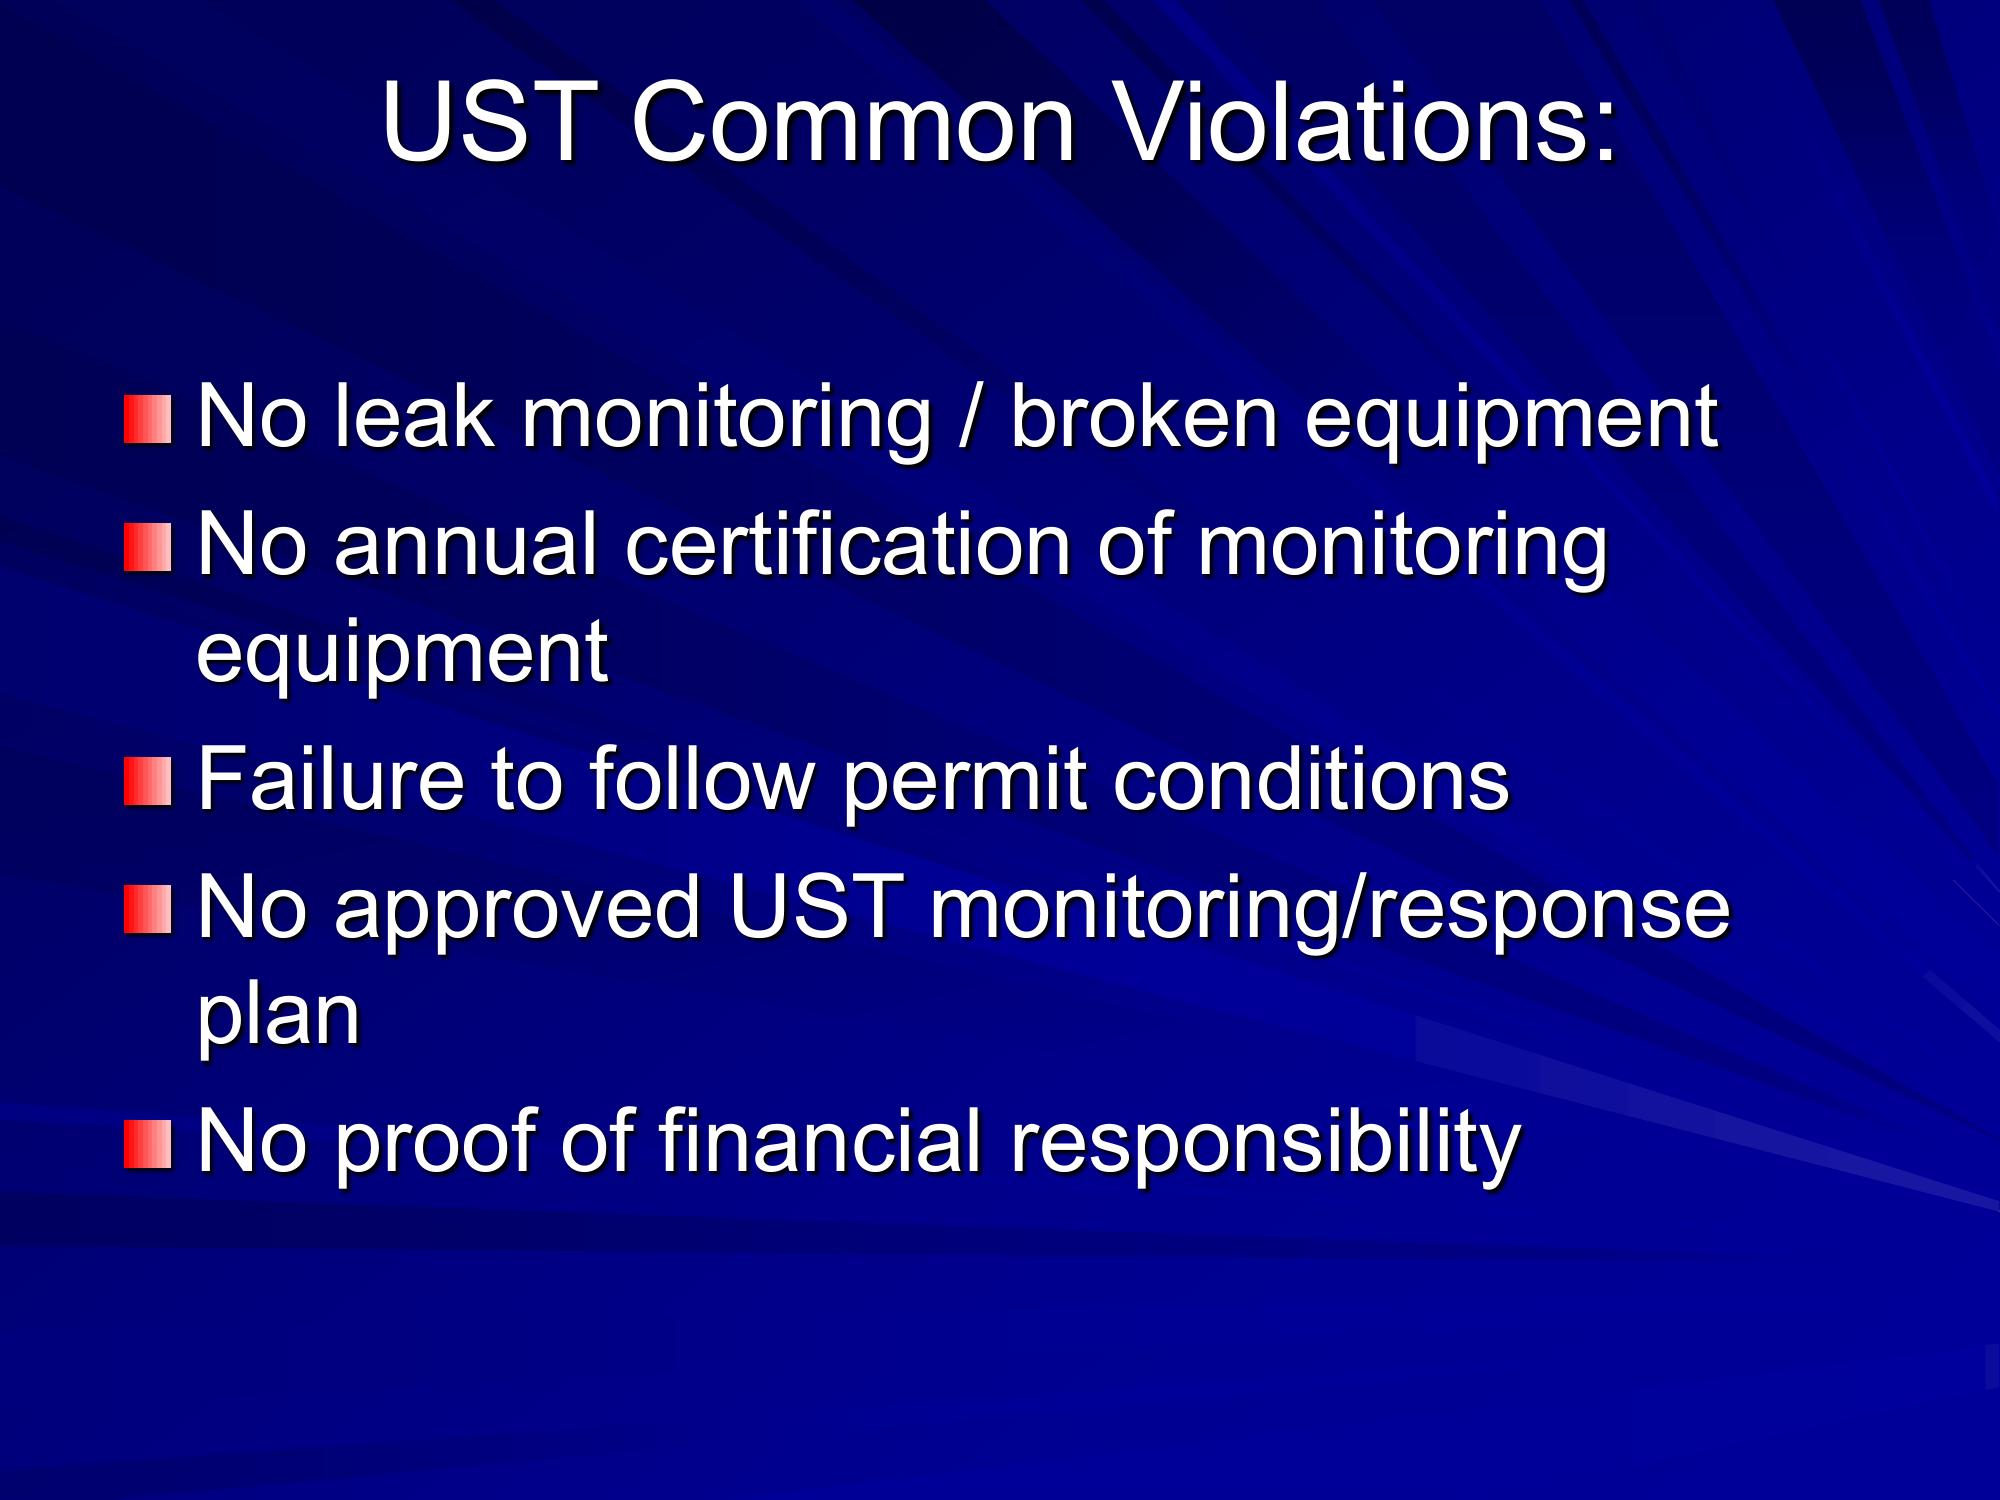 UST Common Violations:
No leak monitoring / broken equipment
No annual certification of monitoring
equipment
Failure to follow permit conditions
No approved UST monitoring/response
plan
No proof of financial responsibility